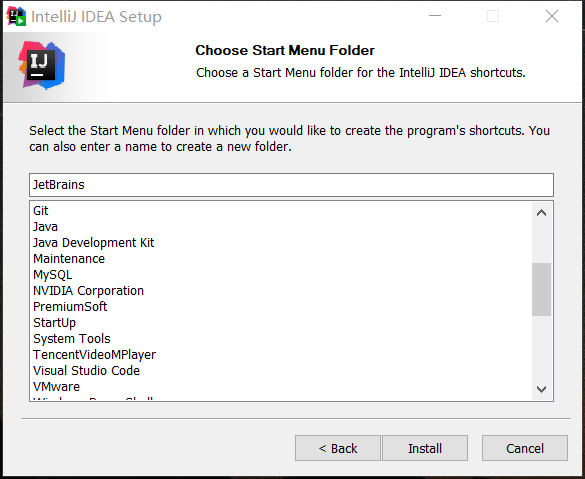 IntelliJ IDEA Setup
IJ
Choose Start Menu Folder
Choose a Start Menu folder for the IntelliJ IDEA shortcuts.
Select the Start Menu folder in which you would like to create the program's shortcuts. You
can also enter a name to create a new folder.
JetBrains
Git
Java
Java Development Kit
Maintenance
MySQL
NVIDIA Corporation
PremiumSoft
StartUp
System Tools
TencentVideoMPlayer
Visual Studio Code
VMware
< Back
Install
Cancel